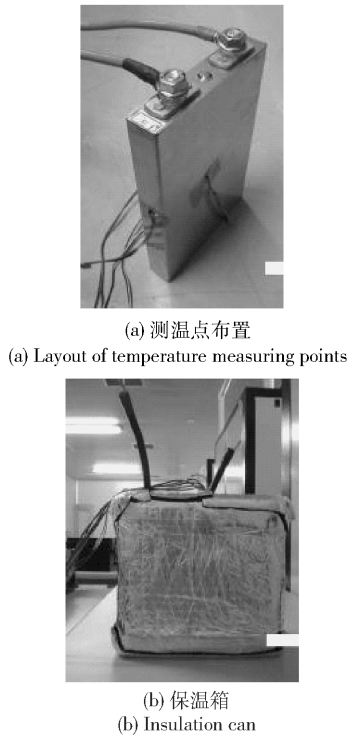 (a) 测温点布置
(a) Layout of temperature measuring points
(b) 保温箱
(b) Insulation can